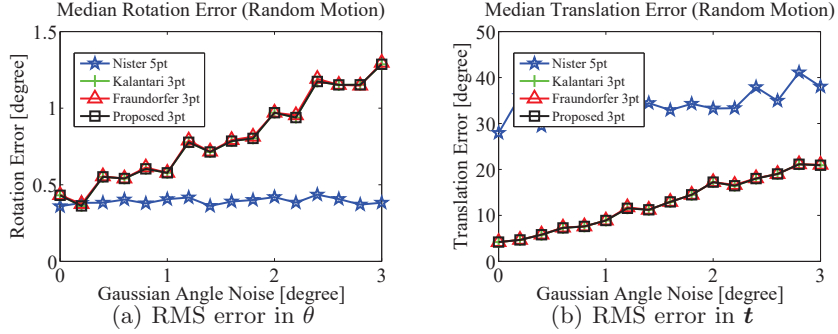 Median Rotation Error (Random Motion)
1.5
1
0.5
0
Rotation Error [degree]
Nister 5pt
Kalantari 3pt
Fraundorfer 3pt
Proposed 3pt
0 1 2 3
Gaussian Angle Noise [degree]
(a) RMS error in θ
Median Translation Error (Random Motion)
50
40
30
20
10
0
Translation Error [degree]
Nister 5pt
Kalantari 3pt
Fraundorfer 3pt
Proposed 3pt
0 1 2 3
Gaussian Angle Noise [degree]
(b) RMS error in t